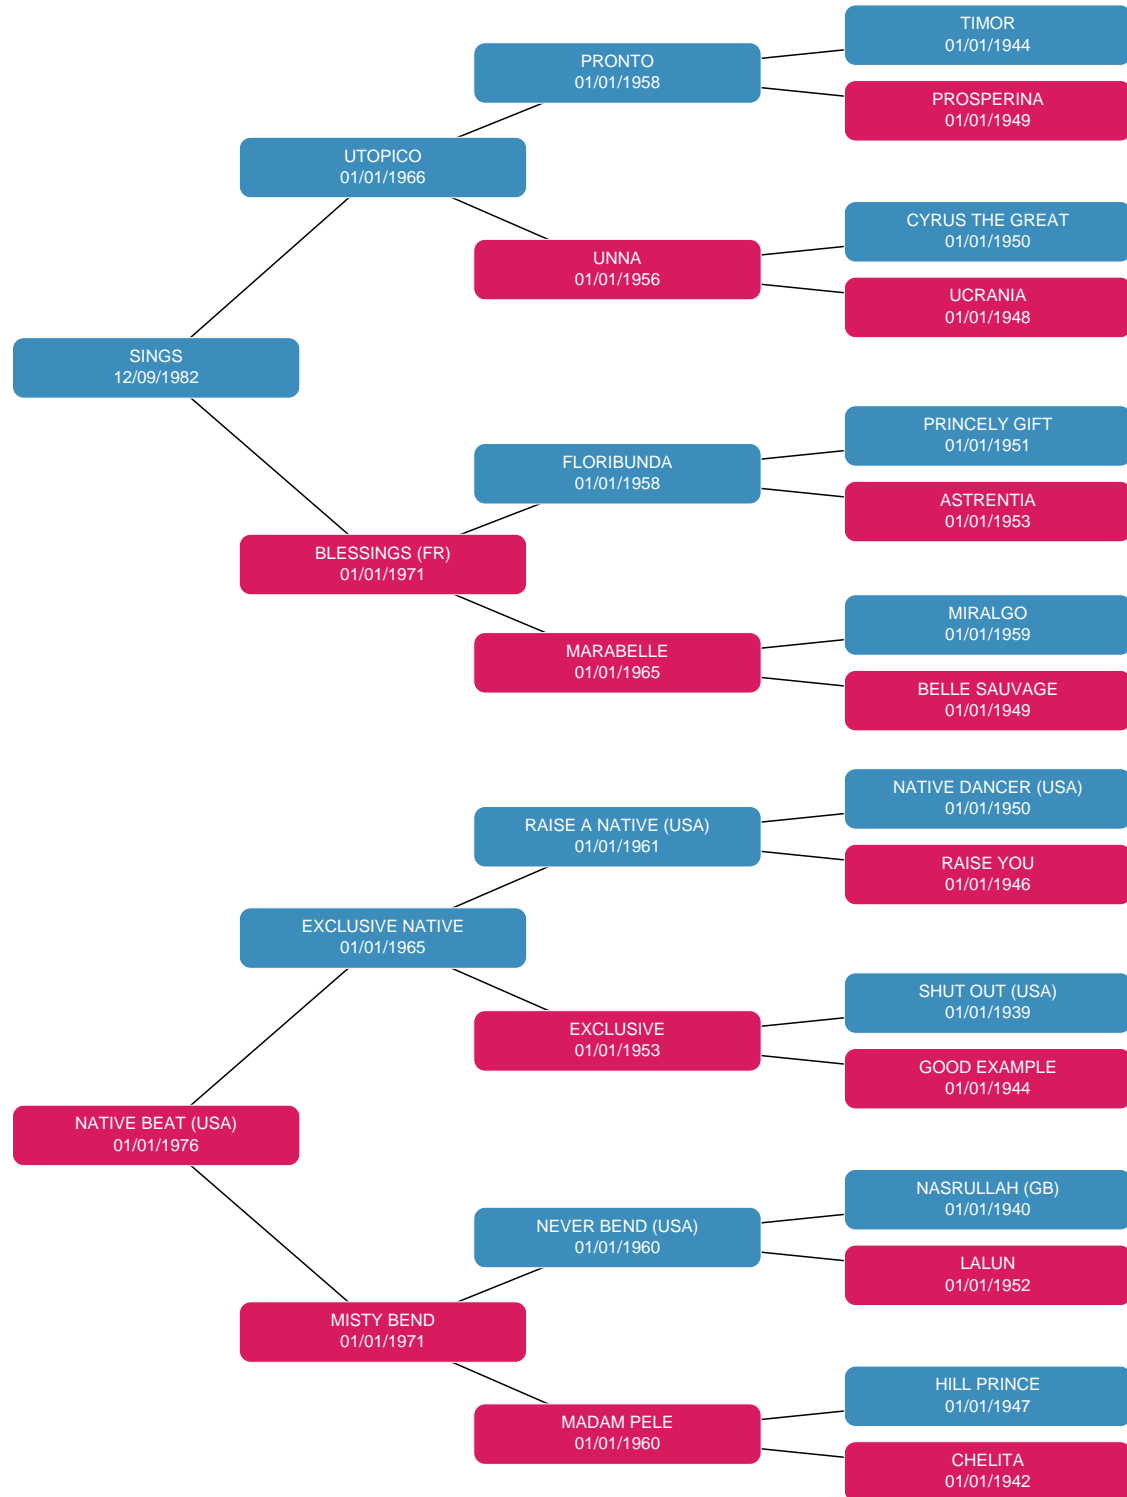 TIMOR
01/01/1944
PRONTO
01/01/1958
PROSPERINA
01/01/1949
UTOPICO
01/01/1966
CYRUS THE GREAT
01/01/1950
UNNA
01/01/1956
UCRANIA
01/01/1948
SINGS
12/09/1982
PRINCELY GIFT
01/01/1951
FLORIBUNDA
01/01/1958
ASTRENTIA
01/01/1953
BLESSINGS (FR)
01/01/1971
MIRALGO
01/01/1959
MARABELLE
01/01/1965
BELLE SAUVAGE
01/01/1949
NATIVE DANCER (USA)
01/01/1950
RAISE A NATIVE (USA)
01/01/1961
RAISE YOU
01/01/1946
EXCLUSIVE NATIVE
01/01/1965
SHUT OUT (USA)
01/01/1939
EXCLUSIVE
01/01/1953
GOOD EXAMPLE
01/01/1944
NATIVE BEAT (USA)
01/01/1976
NASRULLAH (GB)
01/01/1940
NEVER BEND (USA)
01/01/1960
LALUN
01/01/1952
MISTY BEND
01/01/1971
HILL PRINCE
01/01/1947
MADAM PELE
01/01/1960
CHELITA
01/01/1942